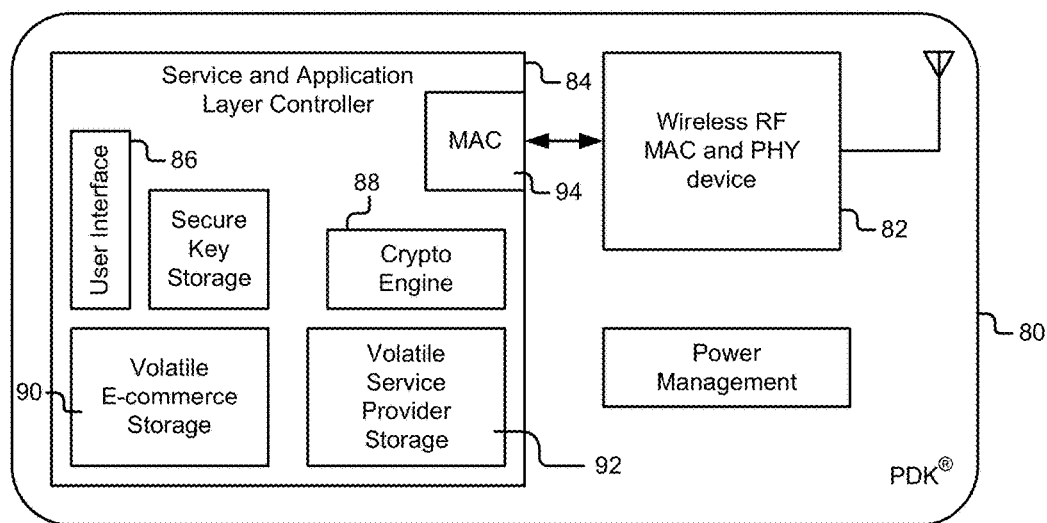 Service and Application
Layer Controller
84
MAC
94
Wireless RF
MAC and PHY
device
82
User Interface
86
Secure
Key
Storage
88
Crypto
Engine
80
Volatile
E-commerce
Storage
90
Volatile
Service
Provider
Storage
92
Power
Management
PDK®